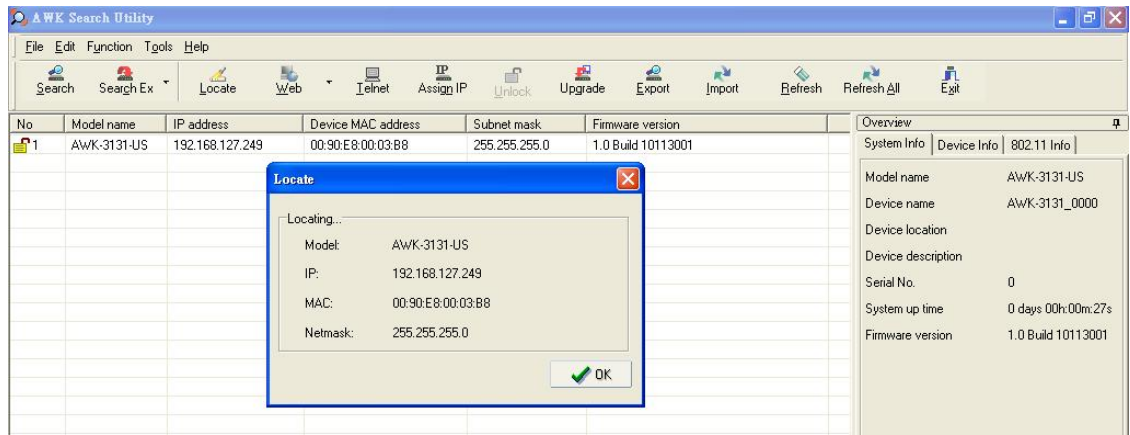 AWK Search Utility
File Edit Function Tools Help
Search Search Ex Locate Web Telnet Assign IP Unlock Upgrade Export Import Refresh Refresh All Exit
No Model name IP address Device MAC address Subnet mask Firmware version
1 AWK-3131-US 192.168.127.249 00:90:E8:00:03:B8 255.255.255.0 1.0 Build 10113001
Locate
Locating...
Model: AWK-3131-US
IP: 192.168.127.249
MAC: 00:90:E8:00:03:B8
Netmask: 255.255.255.0
OK
Overview
System Info Device Info 802.11 Info
Model name AWK-3131-US
Device name AWK-3131_0000
Device location
Device description
Serial No. 0
System up time 0 days 00h:00m:27s
Firmware version 1.0 Build 10113001